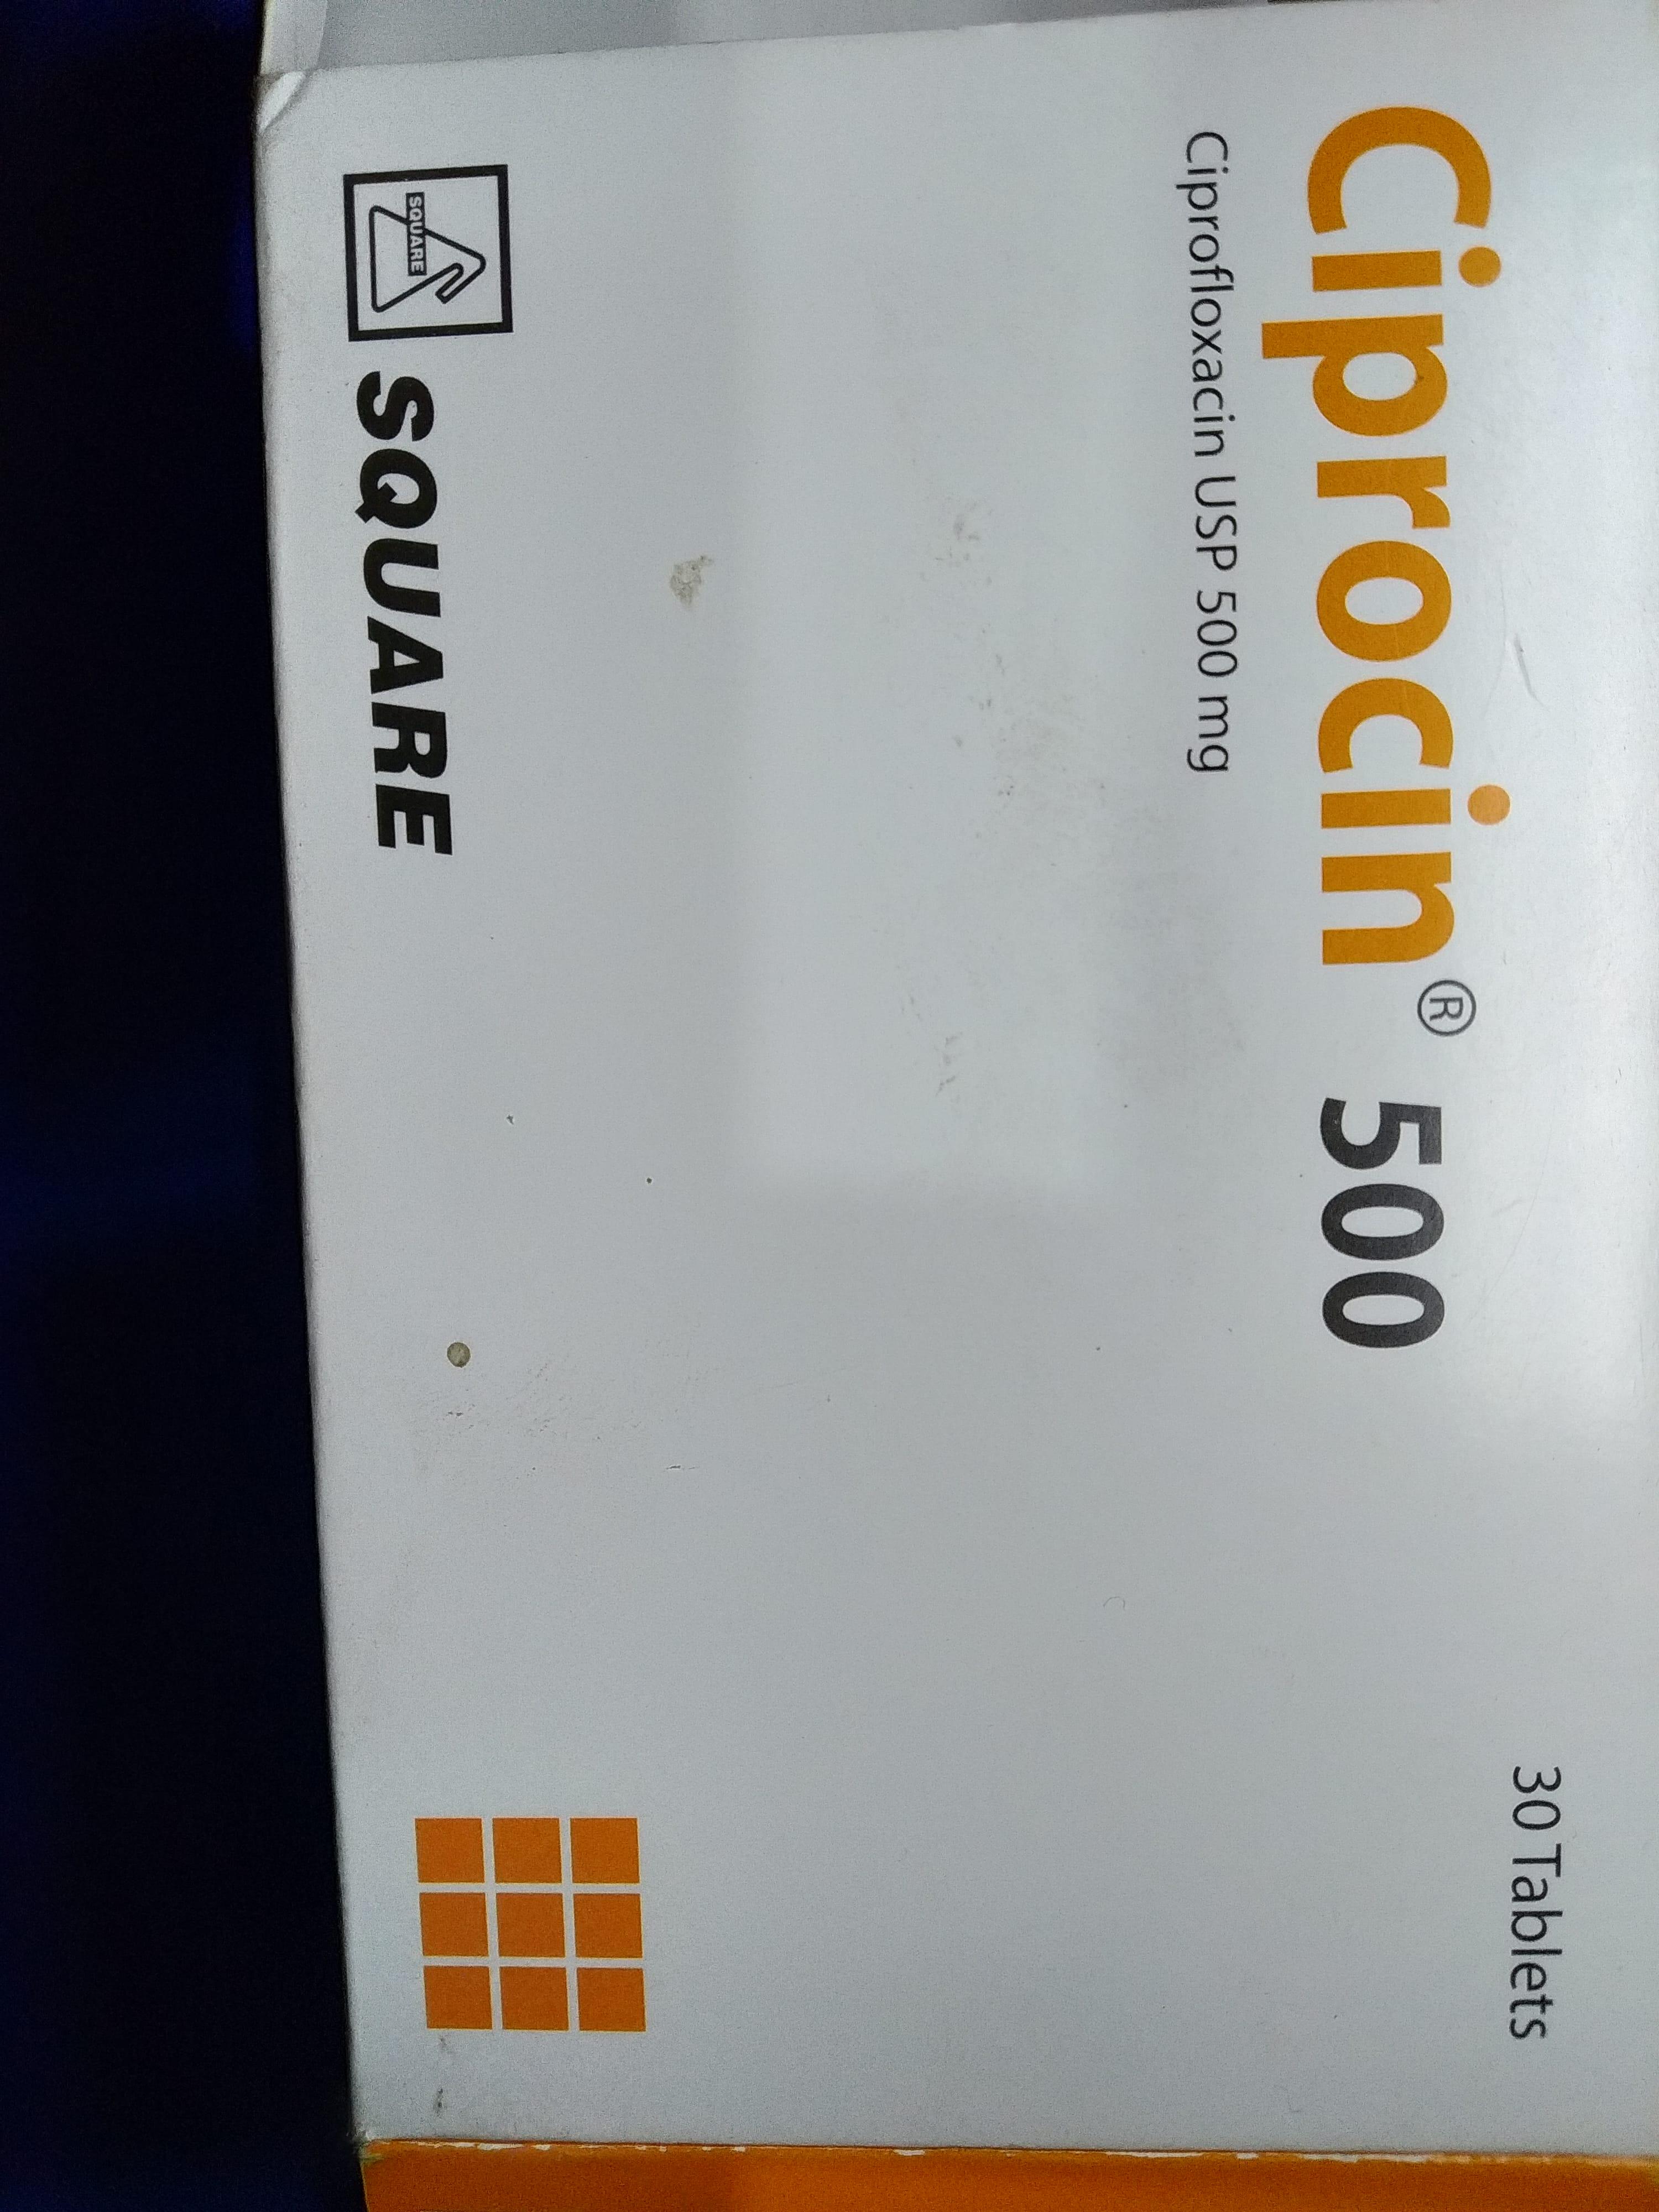 30 Tablets
Ciprocin® 500
Ciprofloxacin USP 500 mg
SQUARE
SQUARE